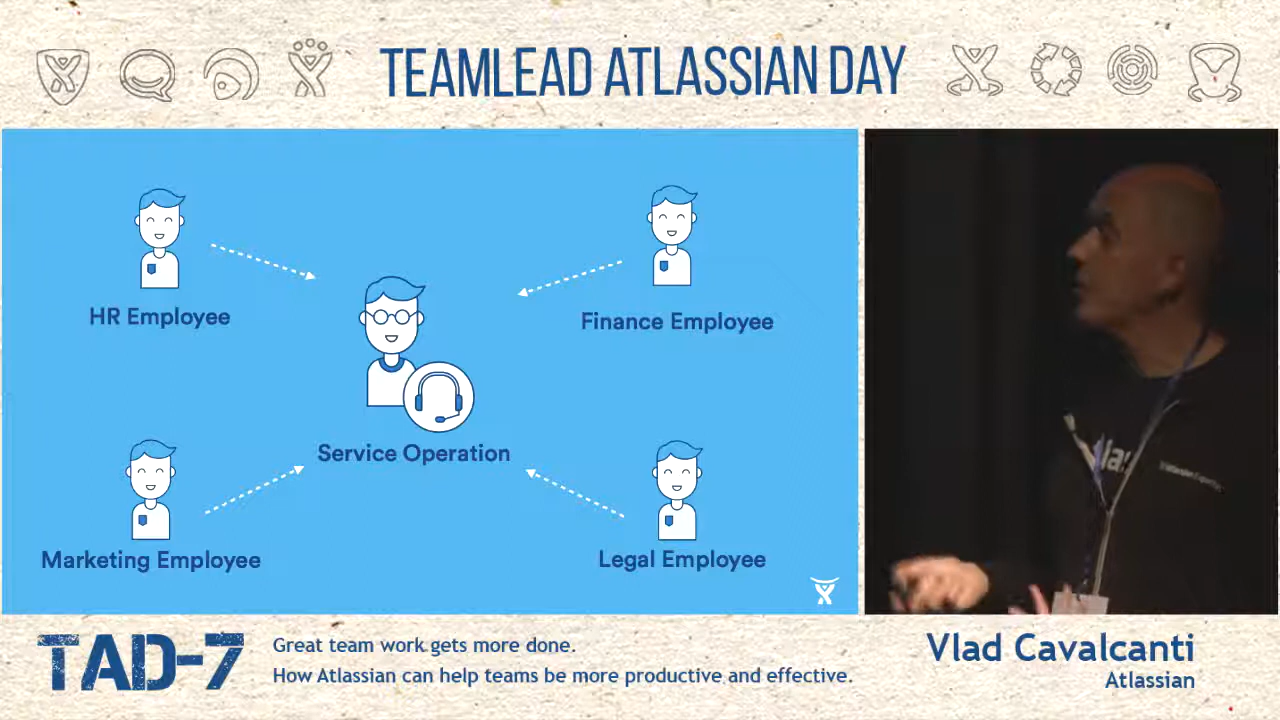 TEAMLEAD ATLASSIAN DAY
HR Employee
Finance Employee
Service Operation
Marketing Employee
Legal Employee
TAD-7
Great team work gets more done.
How Atlassian can help teams be more productive and effective.
Vlad Cavalcanti
Atlassian